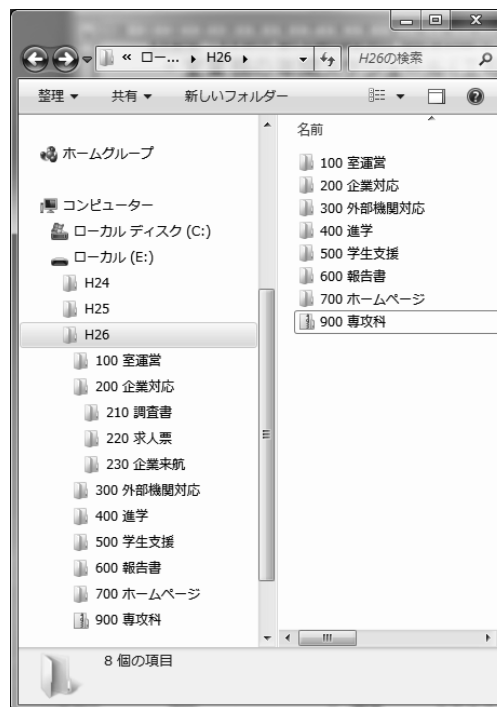 « ロー... ▸ H26 ▸
H26の検索
整理 ▼ 共有 ▼ 新しいフォルダー
ホームグループ
コンピューター
ローカル ディスク (C:)
ローカル (E:)
H24
H25
H26
100 室運営
200 企業対応
210 調査書
220 求人票
230 企業来航
300 外部機関対応
400 進学
500 学生支援
600 報告書
700 ホームページ
900 専攻科
名前
100 室運営
200 企業対応
300 外部機関対応
400 進学
500 学生支援
600 報告書
700 ホームページ
900 専攻科
8 個の項目